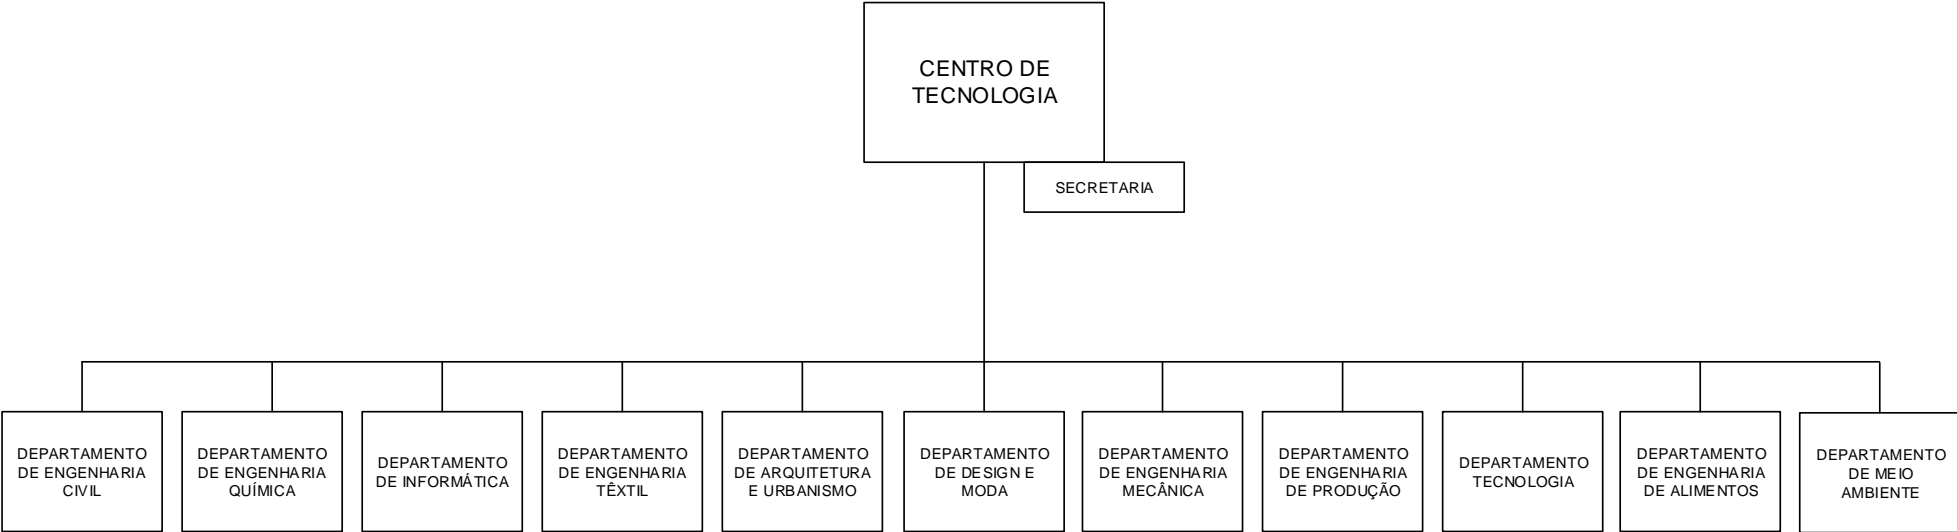 CENTRO DE
TECNOLOGIA
SECRETARIA
DEPARTAMENTO
DE ENGENHARIA
CIVIL
DEPARTAMENTO
DE ENGENHARIA
QUÍMICA
DEPARTAMENTO
DE INFORMÁTICA
DEPARTAMENTO
DE ENGENHARIA
TÊXTIL
DEPARTAMENTO
DE ARQUITETURA
E URBANISMO
DEPARTAMENTO
DE DESIGN E
MODA
DEPARTAMENTO
DE ENGENHARIA
MECÂNICA
DEPARTAMENTO
DE ENGENHARIA
DE PRODUÇÃO
DEPARTAMENTO
TECNOLOGIA
DEPARTAMENTO
DE ENGENHARIA
DE ALIMENTOS
DEPARTAMENTO
DE MEIO
AMBIENTE